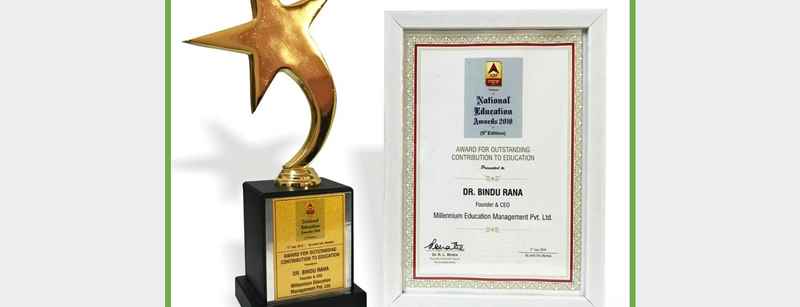 National
Education
AWARD FOR OUTSTANDING
CONTRIBUTION TO EDUCATION
DR. BINDU RANA
Founder & CEO
Millennium Education
Management Pvt. Ltd
National
Education
Awards 2018
AWARD FOR OUTSTANDING
CONTRIBUTION TO EDUCATION
Presented to
DR. BINDU RANA
Founder & CEO
Millennium Education Management Pvt. Ltd.